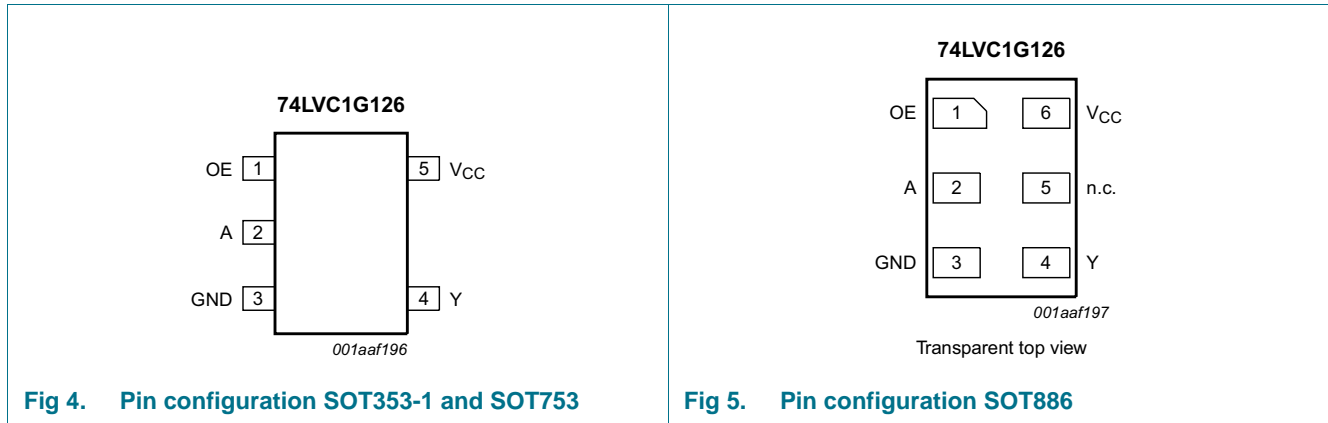 74LVC1G126
OE 1
5 VCC
A 2
GND 3
4 Y
001aaf196
Fig 4. Pin configuration SOT353-1 and SOT753
74LVC1G126
OE 1
6 VCC
A 2
5 n.c.
GND 3
4 Y
001aaf197
Transparent top view
Fig 5. Pin configuration SOT886